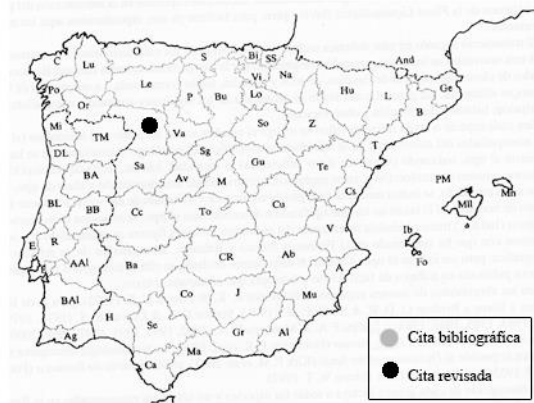 C
Lu
O
S
Bi
SS
Vi
Na
And
Po
Or
Le
P
Bu
Lo
Hu
L
Ge
B
Mi
TM
Va
So
Z
T
DL
Sa
Sg
Gu
Te
BA
Av
M
Cs
PM
Mn
Mll
BL
BB
Cc
To
Cu
V
Ib
Fo
E
R
AAl
Ba
CR
Ab
A
BAl
Co
J
Mu
Ag
H
Se
Gr
Al
Ca
Ma
Cita bibliográfica
Cita revisada